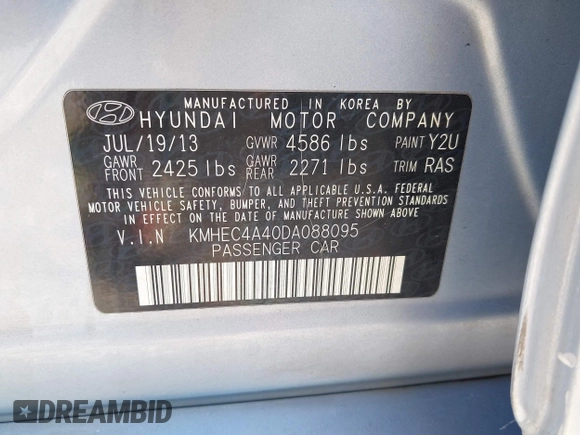 MANUFACTURED IN KOREA BY
HYUNDAI MOTOR COMPANY
JUL/19/13 GVWR 4586 lbs PAINT Y2U
GAWR FRONT 2425 lbs GAWR REAR 2271 lbs TRIM RAS
THIS VEHICLE CONFORMS TO ALL APPLICABLE U.S.A. FEDERAL
MOTOR VEHICLE SAFETY, BUMPER, AND THEFT PREVENTION STANDARDS
IN EFFECT ON THE DATE OF MANUFACTURE SHOWN ABOVE.
V.I.N KMHEC4A40DA088095
PASSENGER CAR
DREAMBID